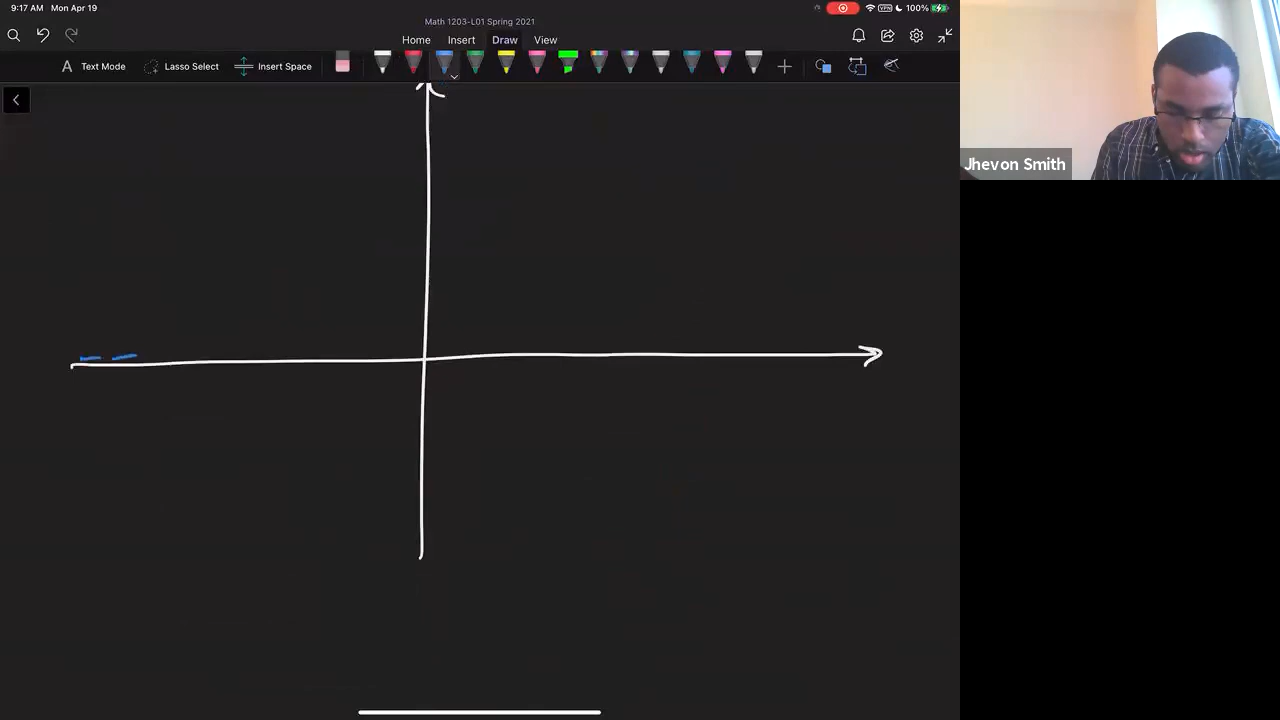 9:17 AM Mon Apr 19
Math 1203-L01 Spring 2021
VPN
100%
Home Insert Draw View
A Text Mode
Lasso Select
Insert Space
Jhevon Smith